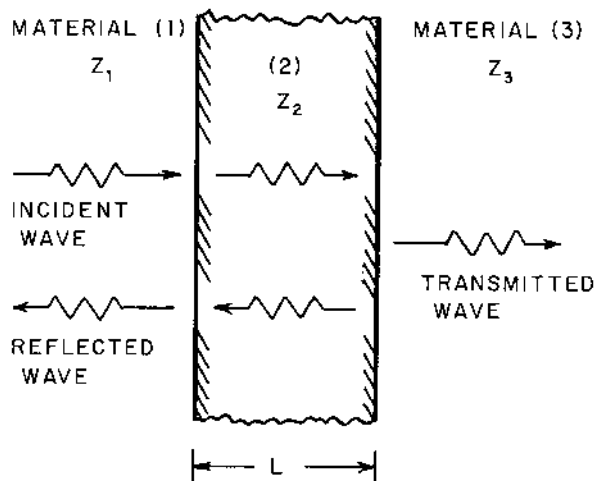 MATERIAL (1)
Z₁
(2)
Z₂
MATERIAL (3)
Z₃
INCIDENT
WAVE
REFLECTED
WAVE
TRANSMITTED
WAVE
L